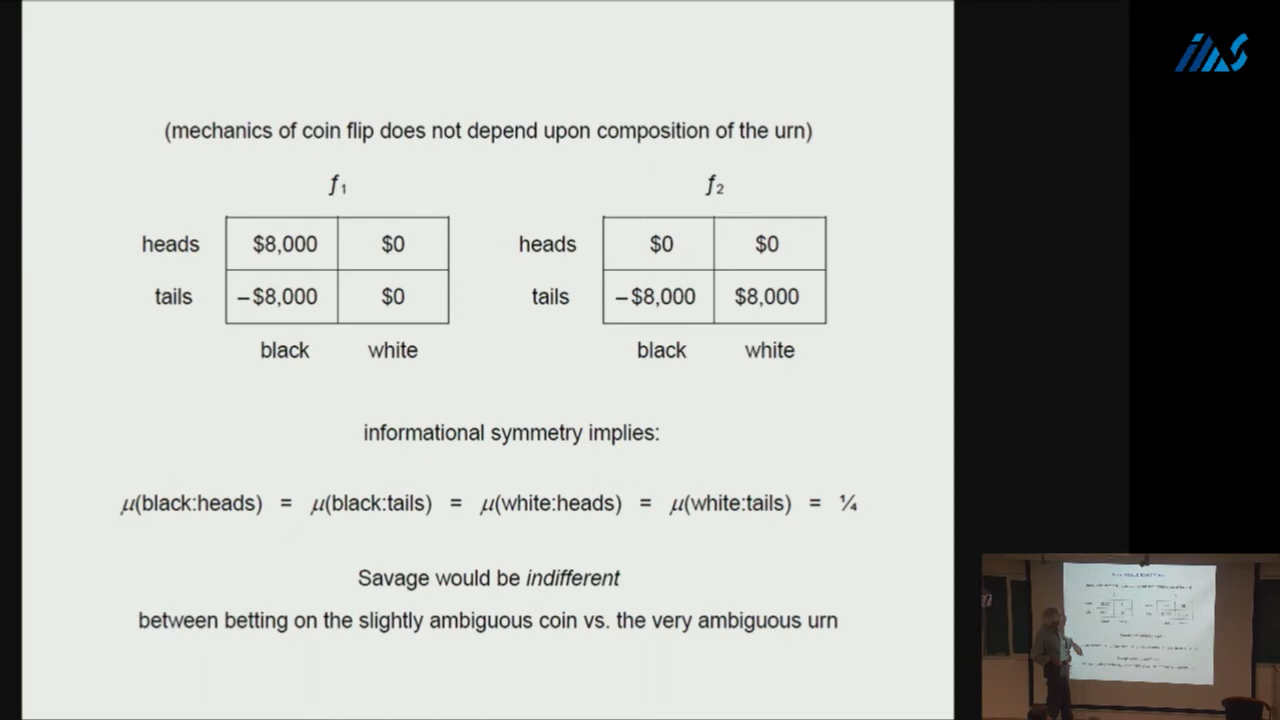 IIAS
(mechanics of coin flip does not depend upon composition of the urn)
f₁ f₂
heads $8,000 $0 heads $0 $0
tails –$8,000 $0 tails –$8,000 $8,000
black white black white
informational symmetry implies:
μ(black:heads) = μ(black:tails) = μ(white:heads) = μ(white:tails) = ¼
Savage would be indifferent
between betting on the slightly ambiguous coin vs. the very ambiguous urn